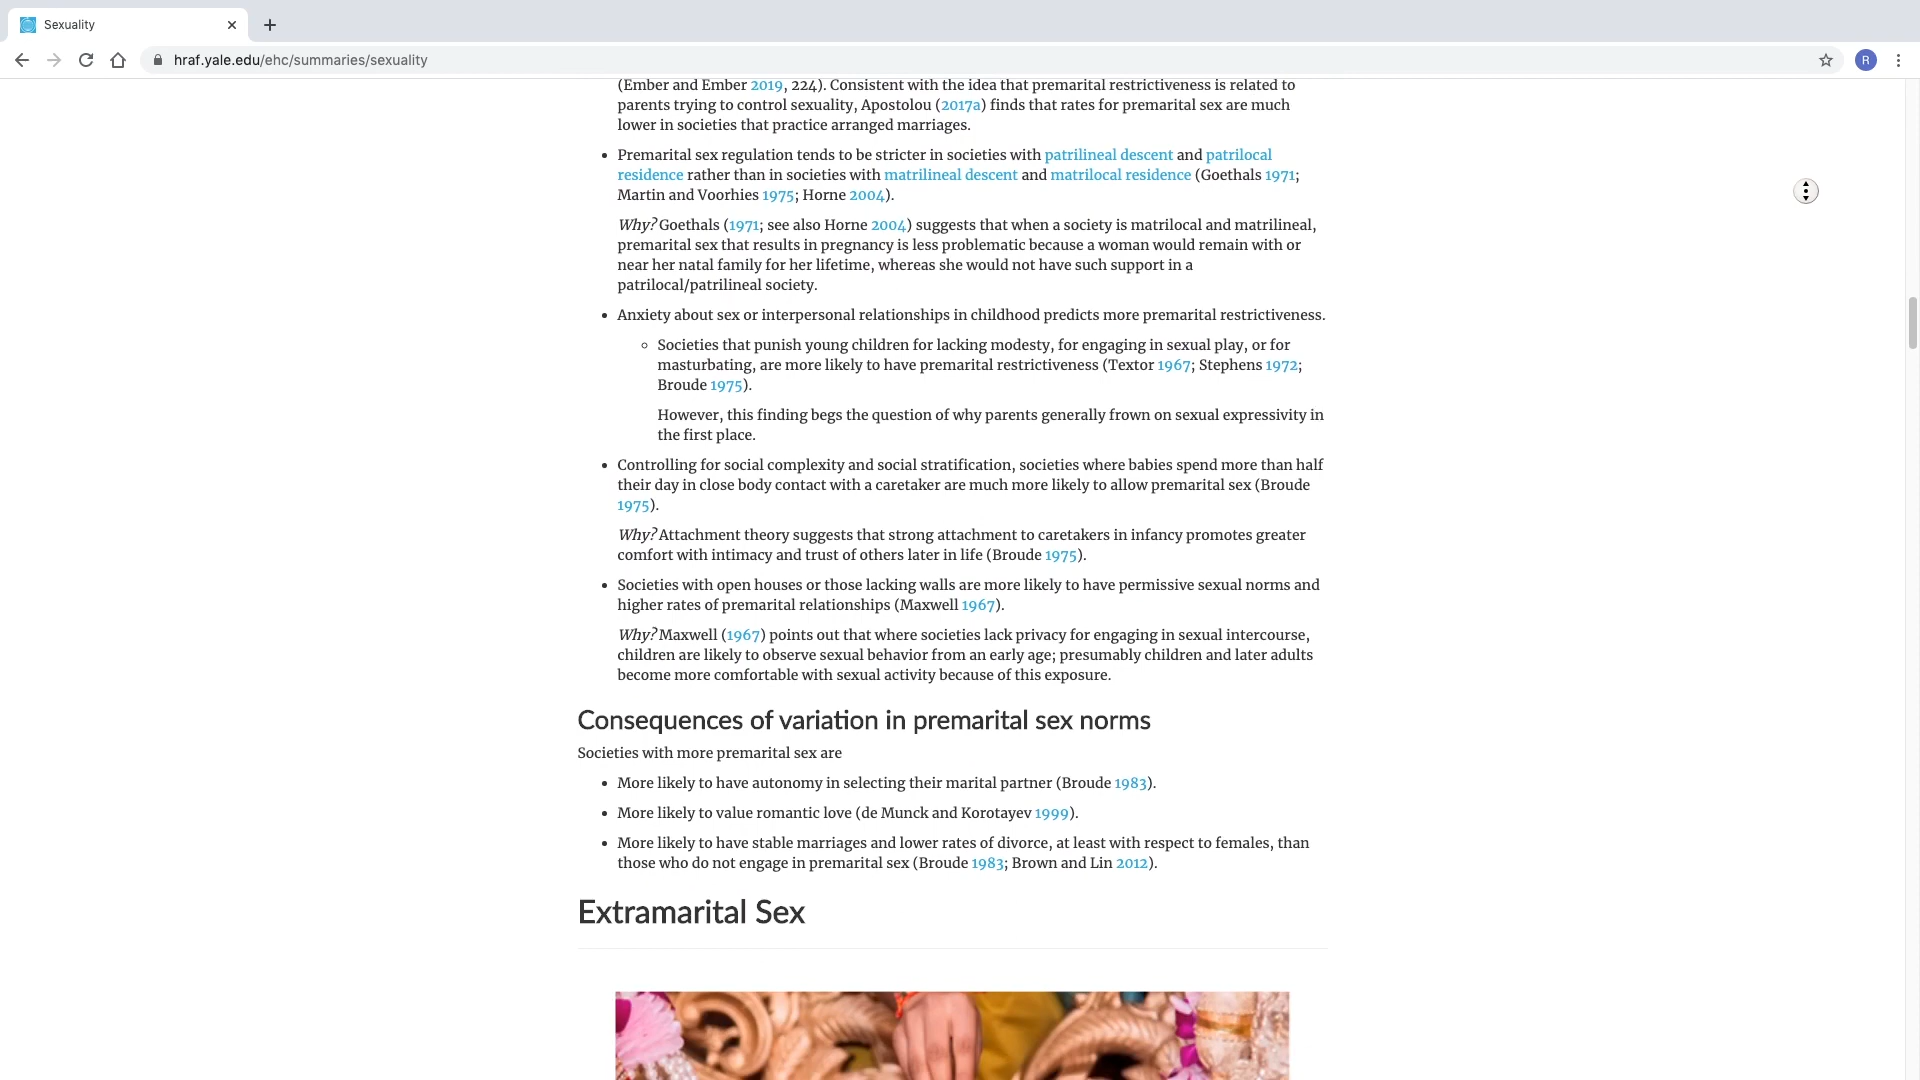 Sexuality
hraf.yale.edu/ehc/summaries/sexuality
R
(Ember and Ember 2019, 224). Consistent with the idea that premarital restrictiveness is related to
parents trying to control sexuality, Apostolou (2017a) finds that rates for premarital sex are much
lower in societies that practice arranged marriages.
• Premarital sex regulation tends to be stricter in societies with patrilineal descent and patrilocal
residence rather than in societies with matrilineal descent and matrilocal residence (Goethals 1971;
Martin and Voorhies 1975; Horne 2004).
Why? Goethals (1971; see also Horne 2004) suggests that when a society is matrilocal and matrilineal,
premarital sex that results in pregnancy is less problematic because a woman would remain with or
near her natal family for her lifetime, whereas she would not have such support in a
patrilocal/patrilineal society.
• Anxiety about sex or interpersonal relationships in childhood predicts more premarital restrictiveness.
◦ Societies that punish young children for lacking modesty, for engaging in sexual play, or for
masturbating, are more likely to have premarital restrictiveness (Textor 1967; Stephens 1972;
Broude 1975).
However, this finding begs the question of why parents generally frown on sexual expressivity in
the first place.
• Controlling for social complexity and social stratification, societies where babies spend more than half
their day in close body contact with a caretaker are much more likely to allow premarital sex (Broude
1975).
Why? Attachment theory suggests that strong attachment to caretakers in infancy promotes greater
comfort with intimacy and trust of others later in life (Broude 1975).
• Societies with open houses or those lacking walls are more likely to have permissive sexual norms and
higher rates of premarital relationships (Maxwell 1967).
Why? Maxwell (1967) points out that where societies lack privacy for engaging in sexual intercourse,
children are likely to observe sexual behavior from an early age; presumably children and later adults
become more comfortable with sexual activity because of this exposure.
Consequences of variation in premarital sex norms
Societies with more premarital sex are
• More likely to have autonomy in selecting their marital partner (Broude 1983).
• More likely to value romantic love (de Munck and Korotayev 1999).
• More likely to have stable marriages and lower rates of divorce, at least with respect to females, than
those who do not engage in premarital sex (Broude 1983; Brown and Lin 2012).
Extramarital Sex